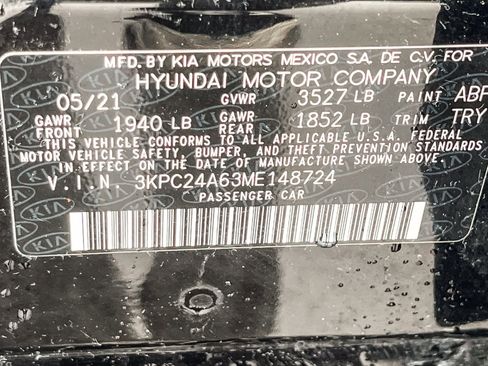 MFD. BY KIA MOTORS MEXICO S.A. DE C.V. FOR
HYUNDAI MOTOR COMPANY
05/21 GVWR 3527 LB PAINT ABP
GAWR FRONT 1940 LB GAWR REAR 1852 LB TRIM TRY
THIS VEHICLE CONFORMS TO ALL APPLICABLE U.S.A. FEDERAL
MOTOR VEHICLE SAFETY, BUMPER, AND THEFT PREVENTION STANDARDS
IN EFFECT ON THE DATE OF MANUFACTURE SHOWN ABOVE
V.I.N. 3KPC24A63ME148724
PASSENGER CAR